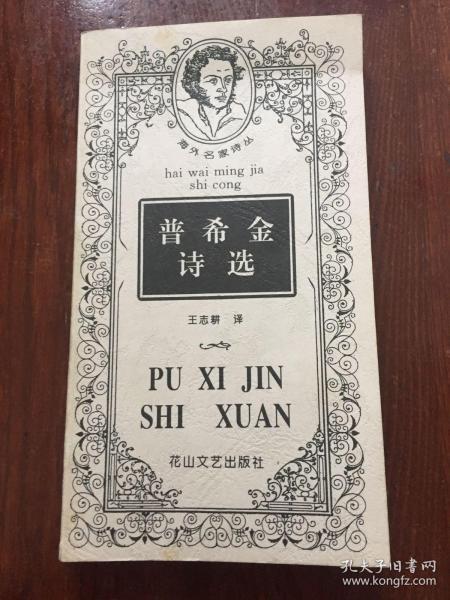 海外名家诗丛
hai wai ming jia
shi cong
普希金
诗选
王志耕 译
PU XI JIN
SHI XUAN
花山文艺出版社
孔夫子旧书网
www.kongfz.com